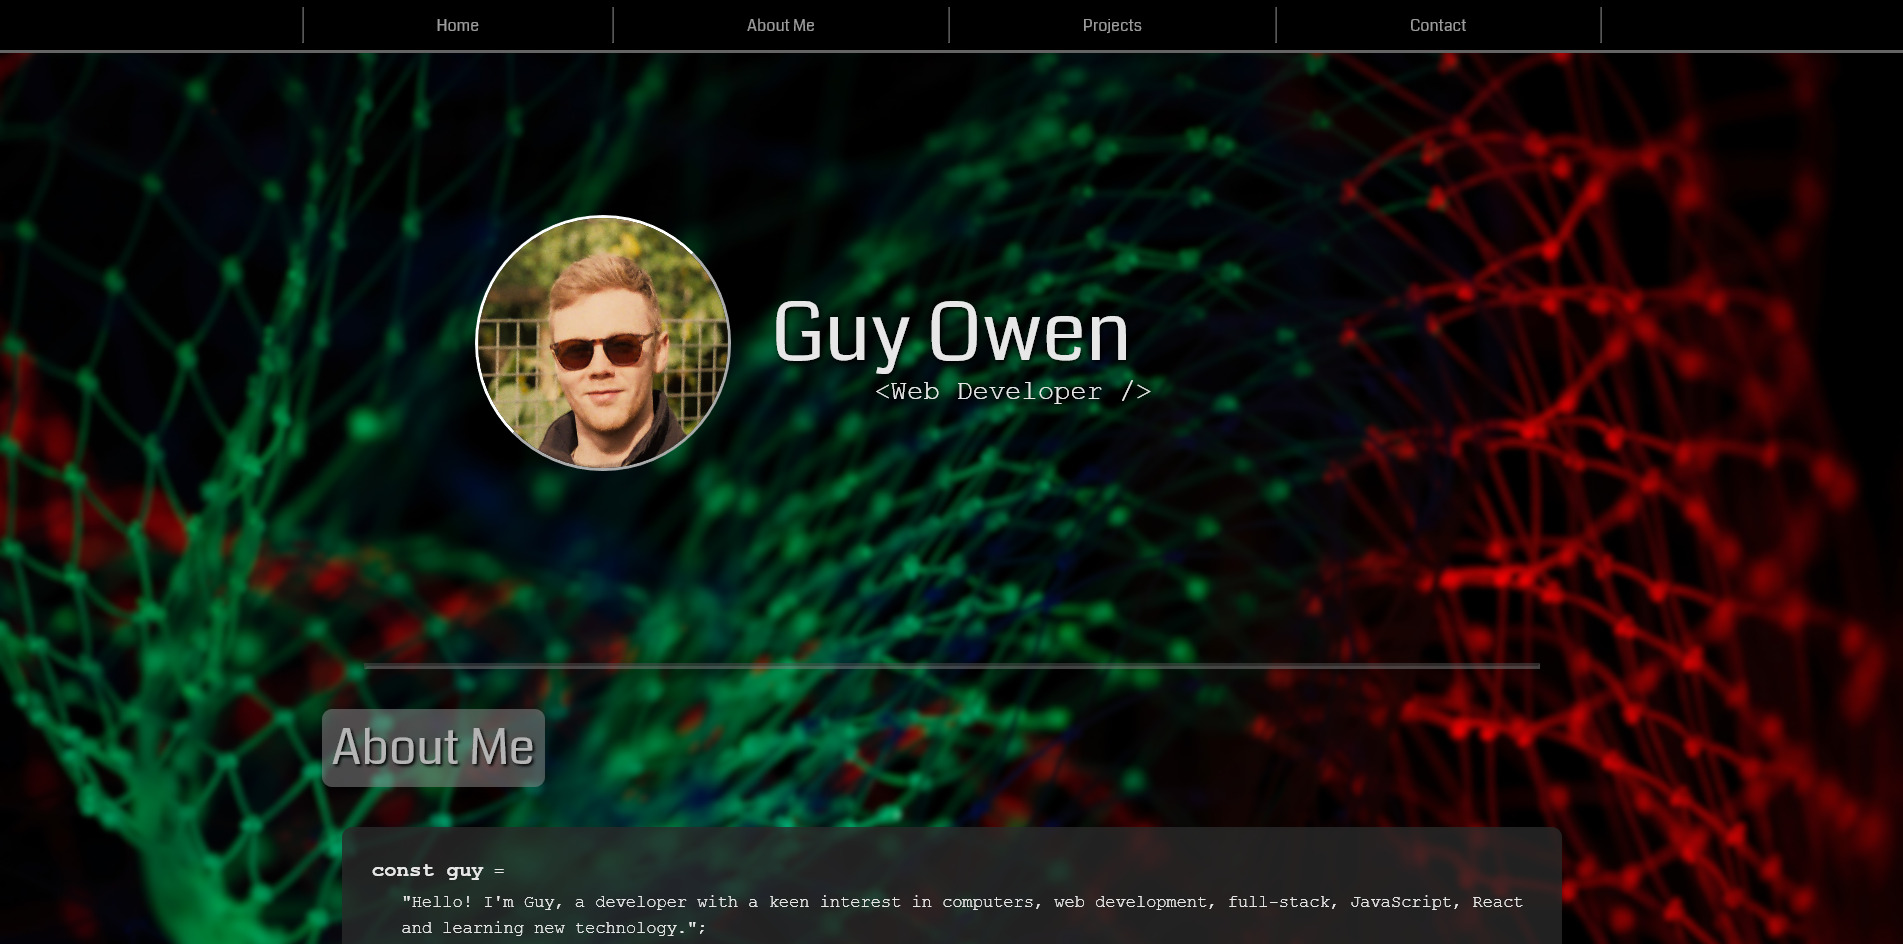 Home
About Me
Projects
Contact
Guy Owen
<Web Developer />
About Me
const guy =
"Hello! I'm Guy, a developer with a keen interest in computers, web development, full-stack, JavaScript, React
and learning new technology.";